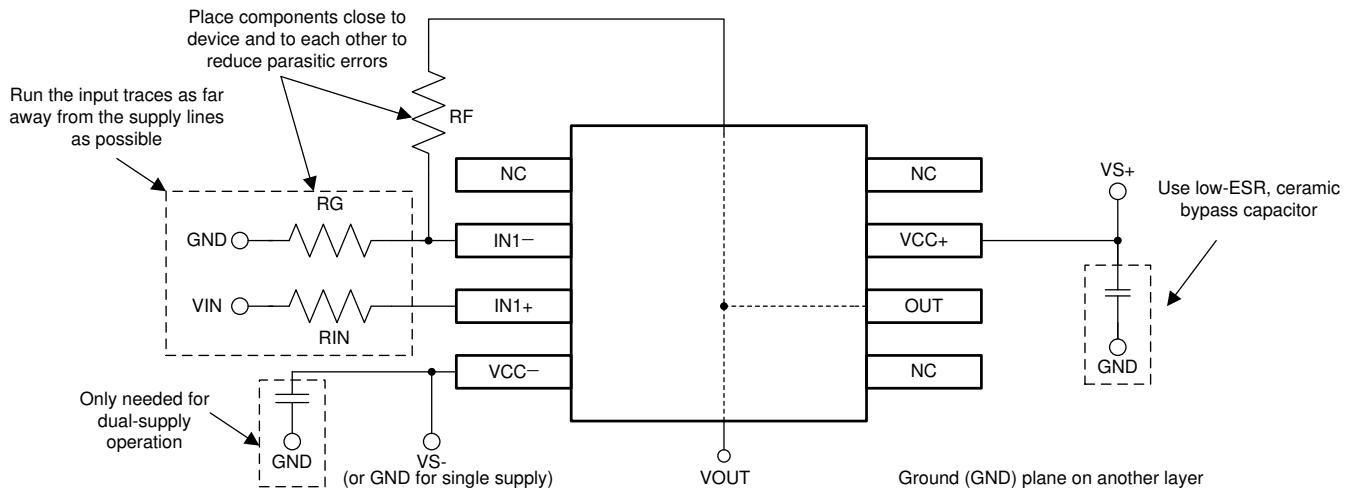 Place components close to
device and to each other to
reduce parasitic errors
Run the input traces as far
away from the supply lines
as possible
RF
NC
NC
VS+
Use low-ESR, ceramic
bypass capacitor
RG
GND
IN1−
VCC+
VIN
IN1+
OUT
RIN
GND
VCC−
NC
Only needed for
dual-supply
operation
GND
VS-
(or GND for single supply)
VOUT
Ground (GND) plane on another layer